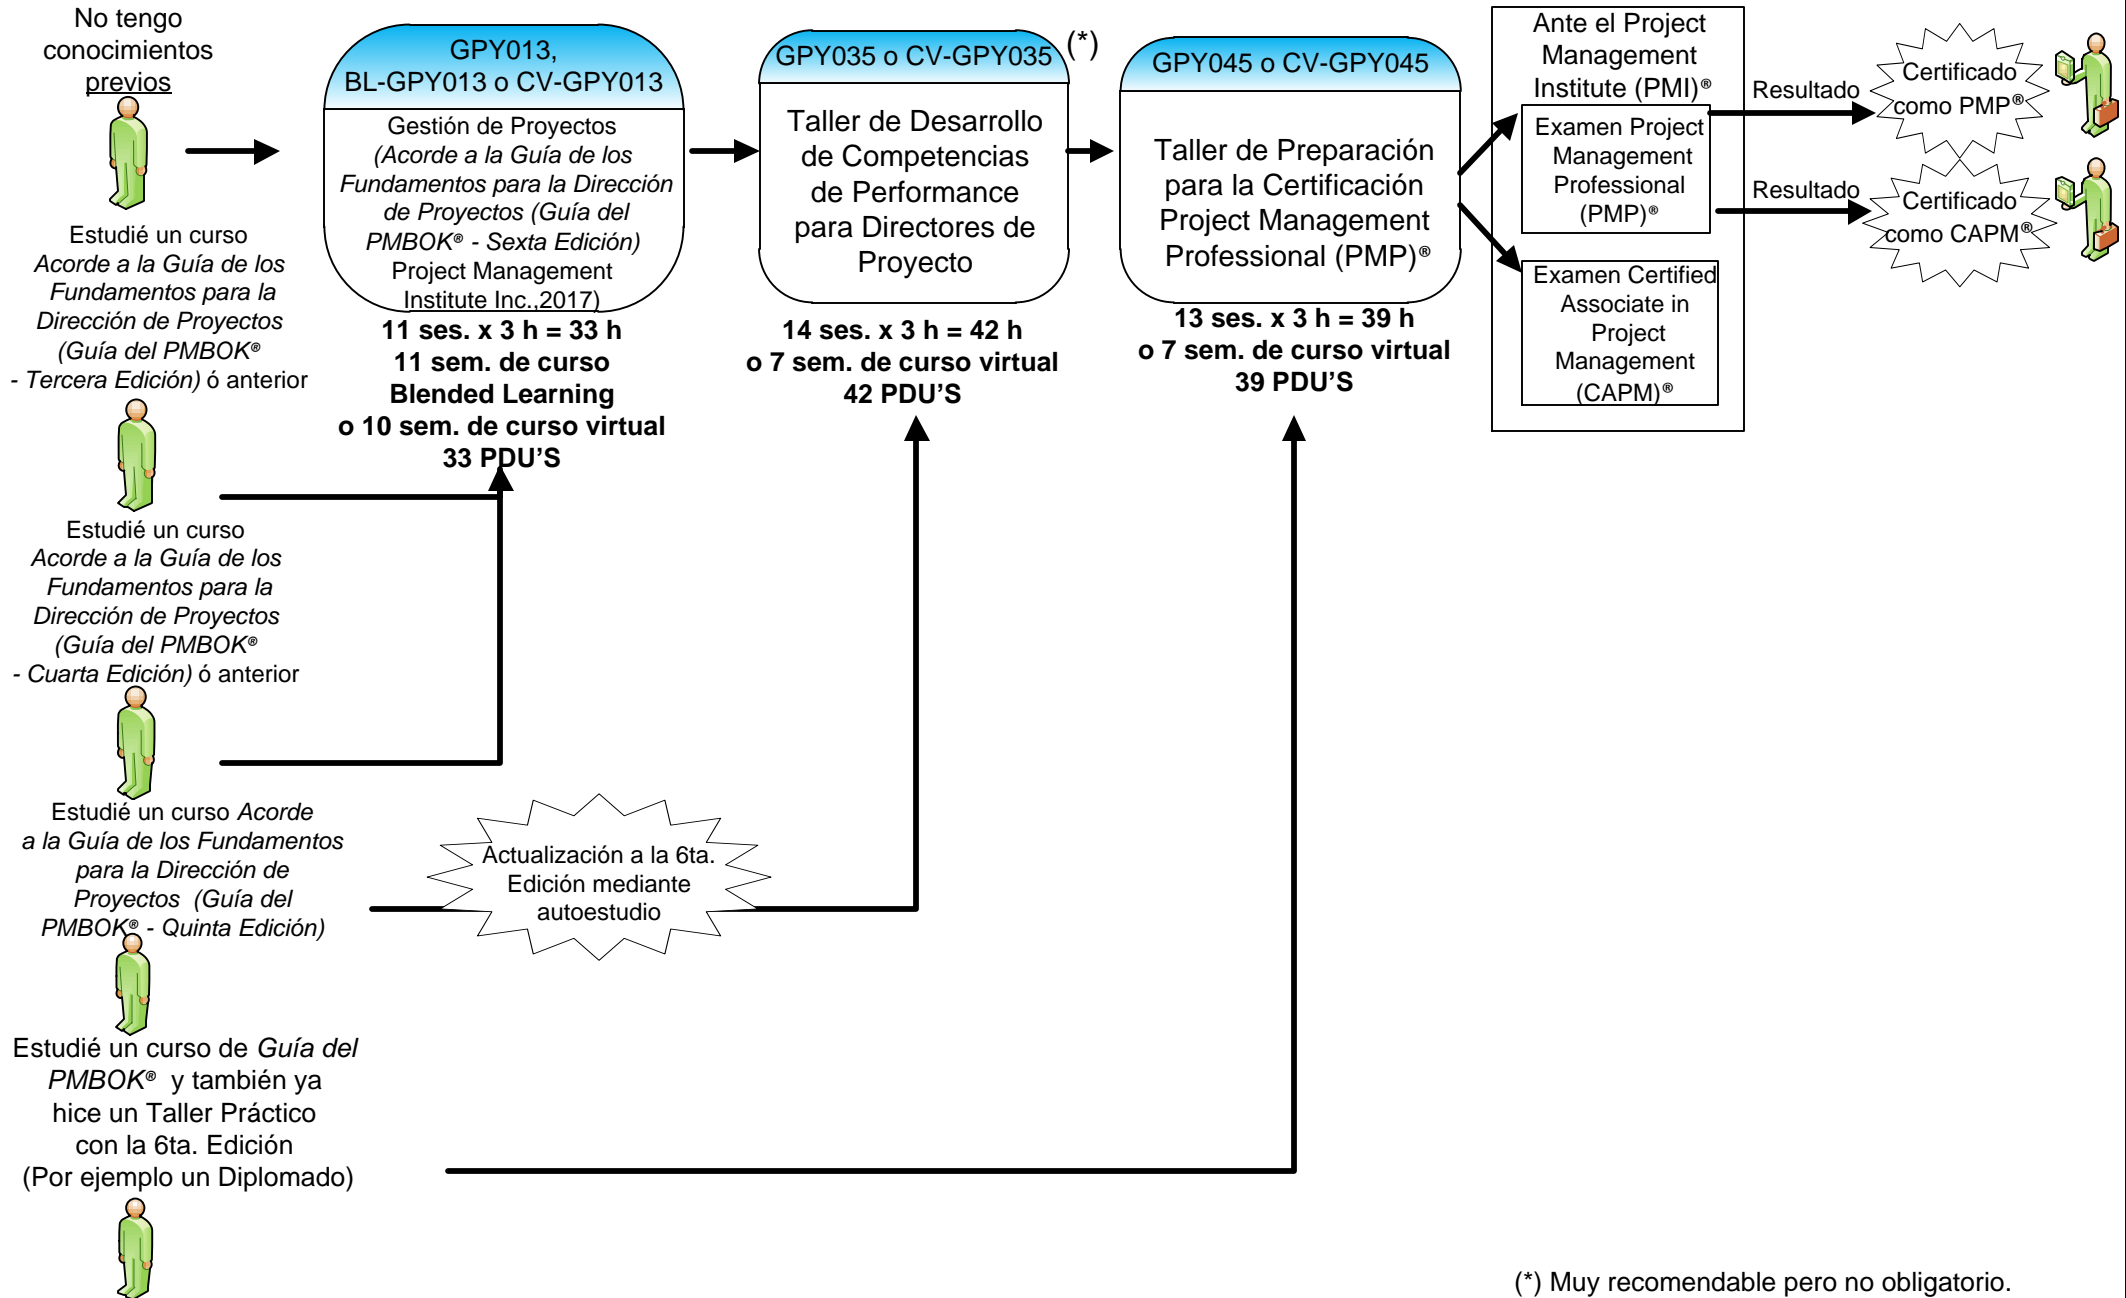 No tengo
conocimientos
previos
Estudié un curso
Acorde a la Guía de los
Fundamentos para la
Dirección de Proyectos
(Guía del PMBOK®
- Tercera Edición) ó anterior
Estudié un curso
Acorde a la Guía de los
Fundamentos para la
Dirección de Proyectos
(Guía del PMBOK®
- Cuarta Edición) ó anterior
Estudié un curso Acorde
a la Guía de los Fundamentos
para la Dirección de
Proyectos (Guía del
PMBOK® - Quinta Edición)
Estudié un curso de Guía del
PMBOK® y también ya
hice un Taller Práctico
con la 6ta. Edición
(Por ejemplo un Diplomado)
GPY013,
BL-GPY013 o CV-GPY013
Gestión de Proyectos
(Acorde a la Guía de los
Fundamentos para la Dirección
de Proyectos (Guía del
PMBOK® - Sexta Edición)
Project Management
Institute Inc.,2017)
11 ses. x 3 h = 33 h
11 sem. de curso
Blended Learning
o 10 sem. de curso virtual
33 PDU'S
Actualización a la 6ta.
Edición mediante
autoestudio
GPY035 o CV-GPY035
(*)
Taller de Desarrollo
de Competencias
de Performance
para Directores de
Proyecto
14 ses. x 3 h = 42 h
o 7 sem. de curso virtual
42 PDU'S
GPY045 o CV-GPY045
Taller de Preparación
para la Certificación
Project Management
Professional (PMP)®
13 ses. x 3 h = 39 h
o 7 sem. de curso virtual
39 PDU'S
Ante el Project
Management
Institute (PMI)®
Examen Project
Management
Professional
(PMP)®
Examen Certified
Associate in
Project
Management
(CAPM)®
Resultado
Certificado
como PMP®
Resultado
Certificado
como CAPM®
(*) Muy recomendable pero no obligatorio.